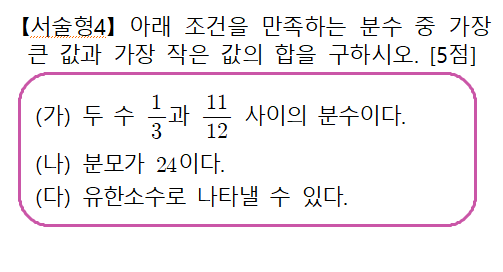 【서술형4】 아래 조건을 만족하는 분수 중 가장
큰 값과 가장 작은 값의 합을 구하시오. [5점]
(가) 두 수 1/3과 11/12 사이의 분수이다.
(나) 분모가 24이다.
(다) 유한소수로 나타낼 수 있다.